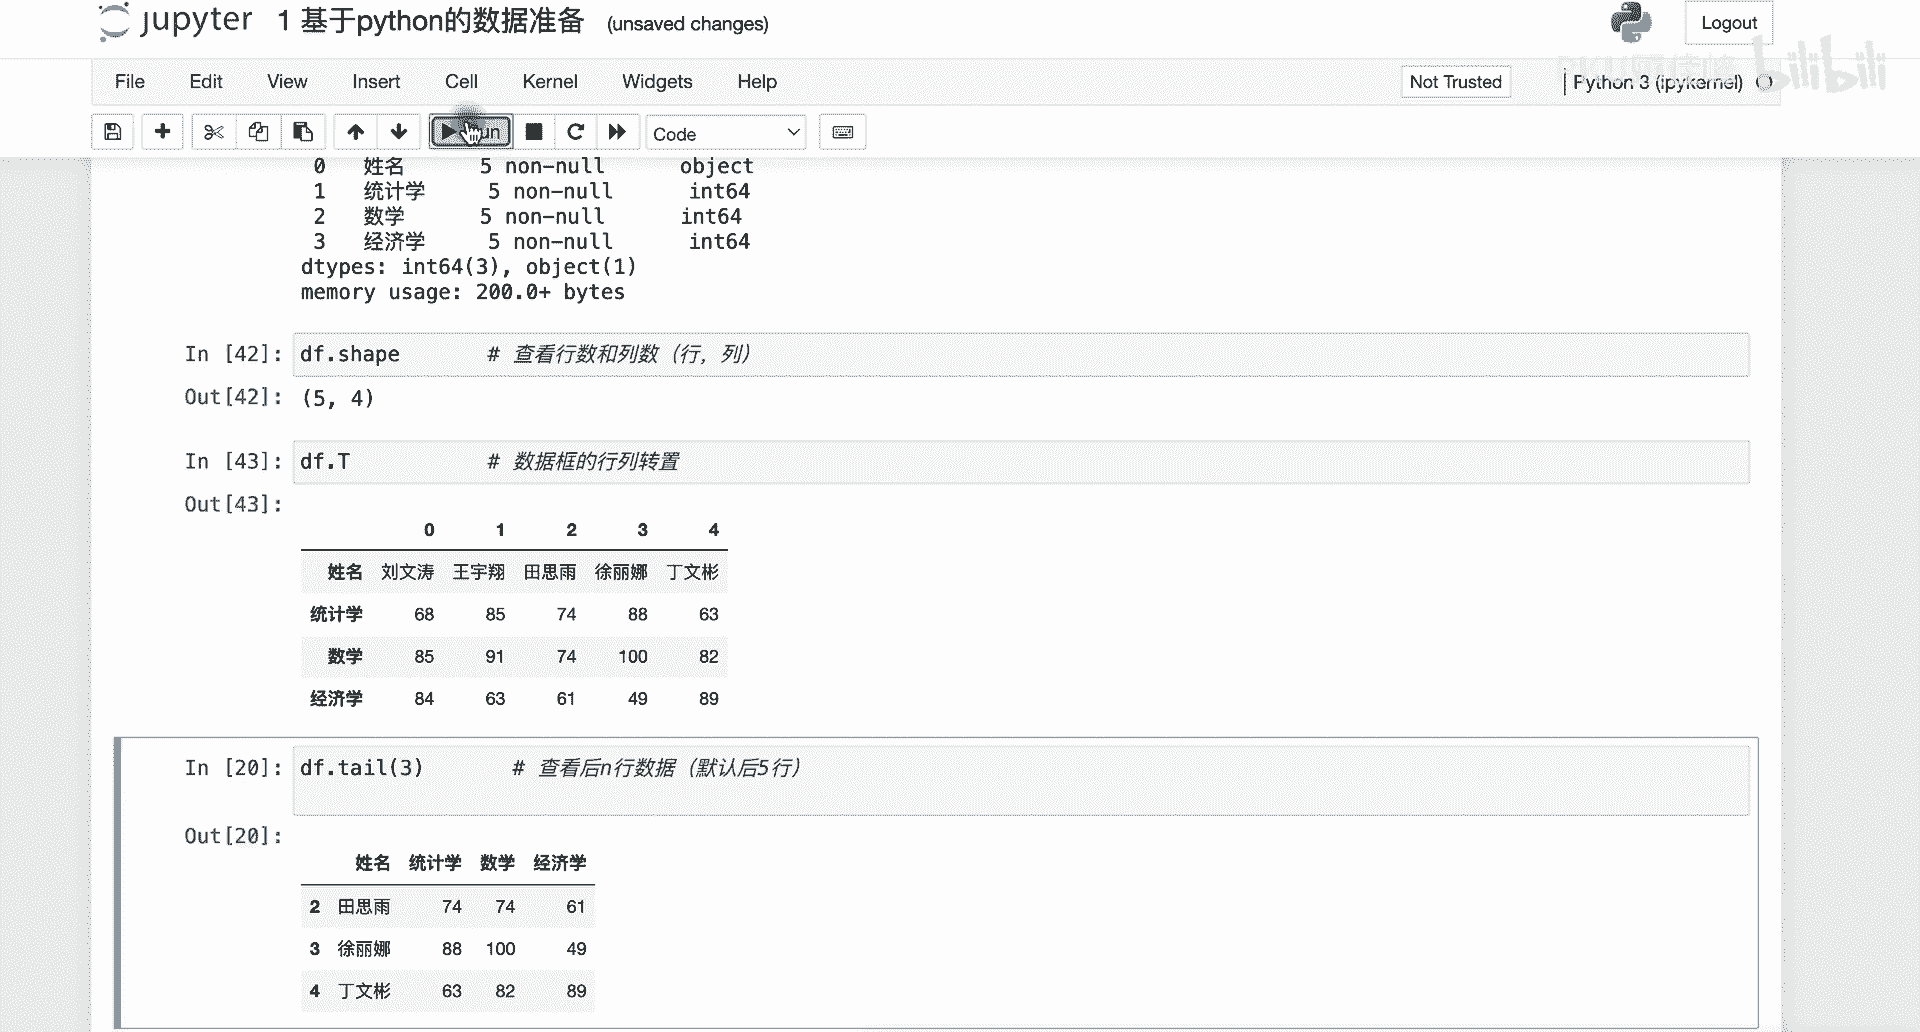 jupyter 1 基于python的数据准备 (unsaved changes)
Logout
bilibili
File Edit View Insert Cell Kernel Widgets Help
Not Trusted
Python 3 (ipykernel)
Code
0 姓名 5 non-null object
1 统计学 5 non-null int64
2 数学 5 non-null int64
3 经济学 5 non-null int64
dtypes: int64(3), object(1)
memory usage: 200.0+ bytes
In [42]: df.shape # 查看行数和列数（行，列）
Out[42]: (5, 4)
In [43]: df.T # 数据框的行列转置
Out[43]:
0 1 2 3 4
姓名 刘文涛 王宇翔 田思雨 徐丽娜 丁文彬
统计学 68 85 74 88 63
数学 85 91 74 100 82
经济学 84 63 61 49 89
In [20]: df.tail(3) # 查看后n行数据（默认后5行）
Out[20]:
姓名 统计学 数学 经济学
2 田思雨 74 74 61
3 徐丽娜 88 100 49
4 丁文彬 63 82 89